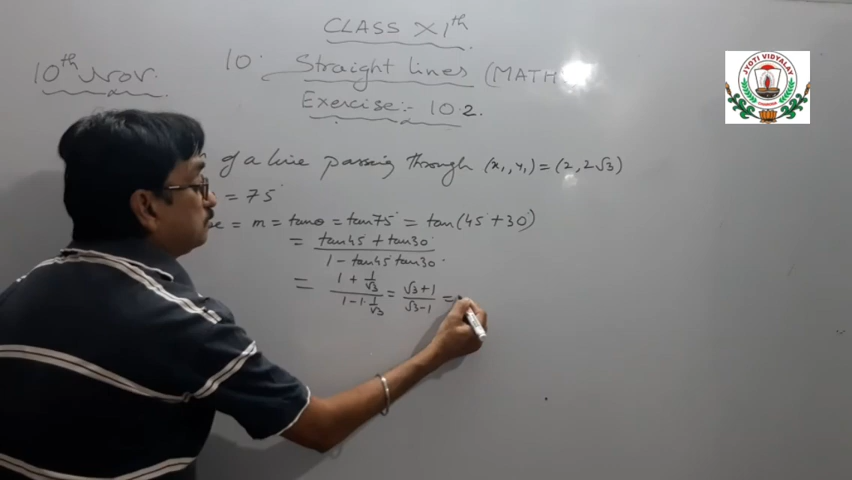 CLASS XIth
10th Nov.
10. Straight lines (MATH
Exercise:- 10.2.
of a line passing through (x₁, y₁) = (2, 2√3)
= 75°
= m = tanθ = tan75° = tan(45° + 30°)
= tan45° + tan30° / 1 - tan45° tan30°
= 1 + 1/√3 / 1 - 1· 1/√3 = √3 + 1 / √3 - 1 =
JYOTI VIDYALAY